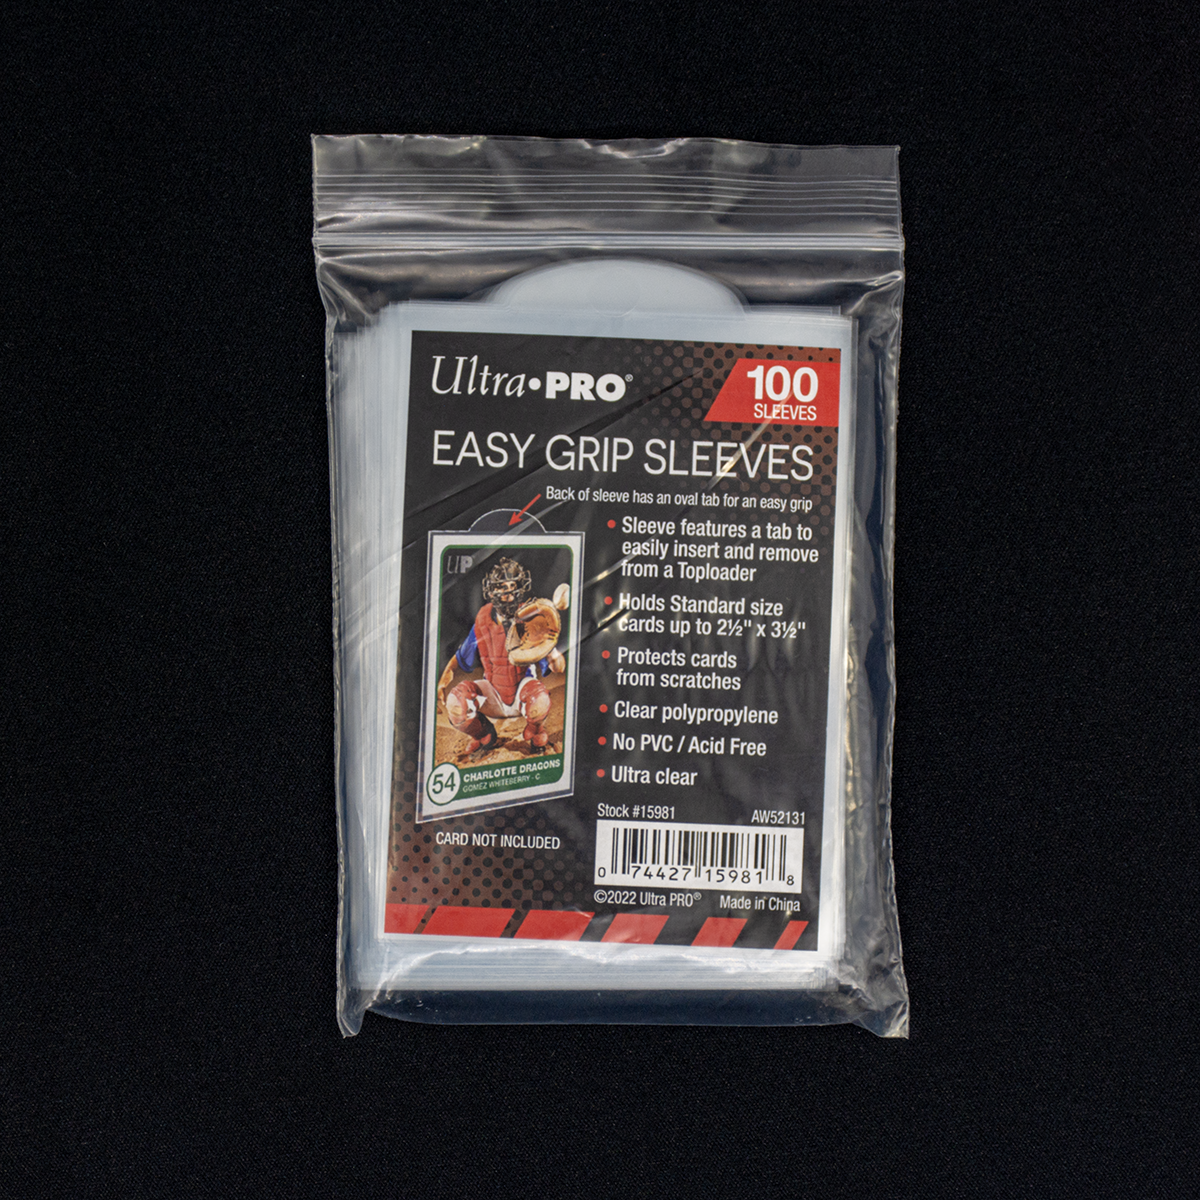 Ultra•PRO®
100
SLEEVES
EASY GRIP SLEEVES
Back of sleeve has an oval tab for an easy grip
• Sleeve features a tab to
easily insert and remove
from a Toploader
• Holds Standard size
cards up to 2½" x 3½"
• Protects cards
from scratches
• Clear polypropylene
• No PVC / Acid Free
• Ultra clear
UP
54
CHARLOTTE DRAGONS
GOMEZ WHITEBERRY - C
CARD NOT INCLUDED
Stock #15981 AW52131
0 74427 15981 8
©2022 Ultra PRO® Made in China